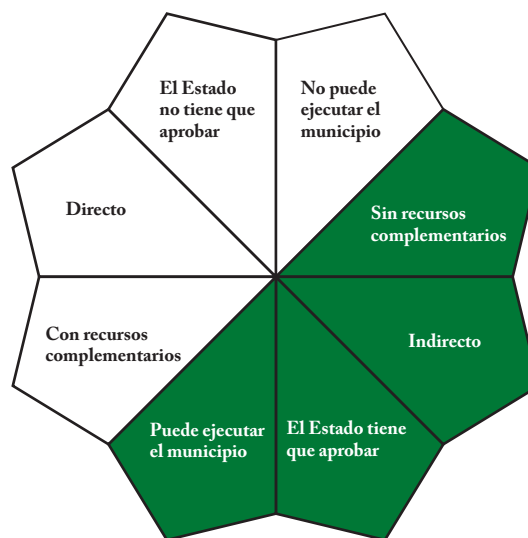 El Estado
no tiene que
aprobar
No puede
ejecutar el
municipio
Directo
Sin recursos
complementarios
Con recursos
complementarios
Indirecto
Puede ejecutar
el municipio
El Estado tiene
que aprobar